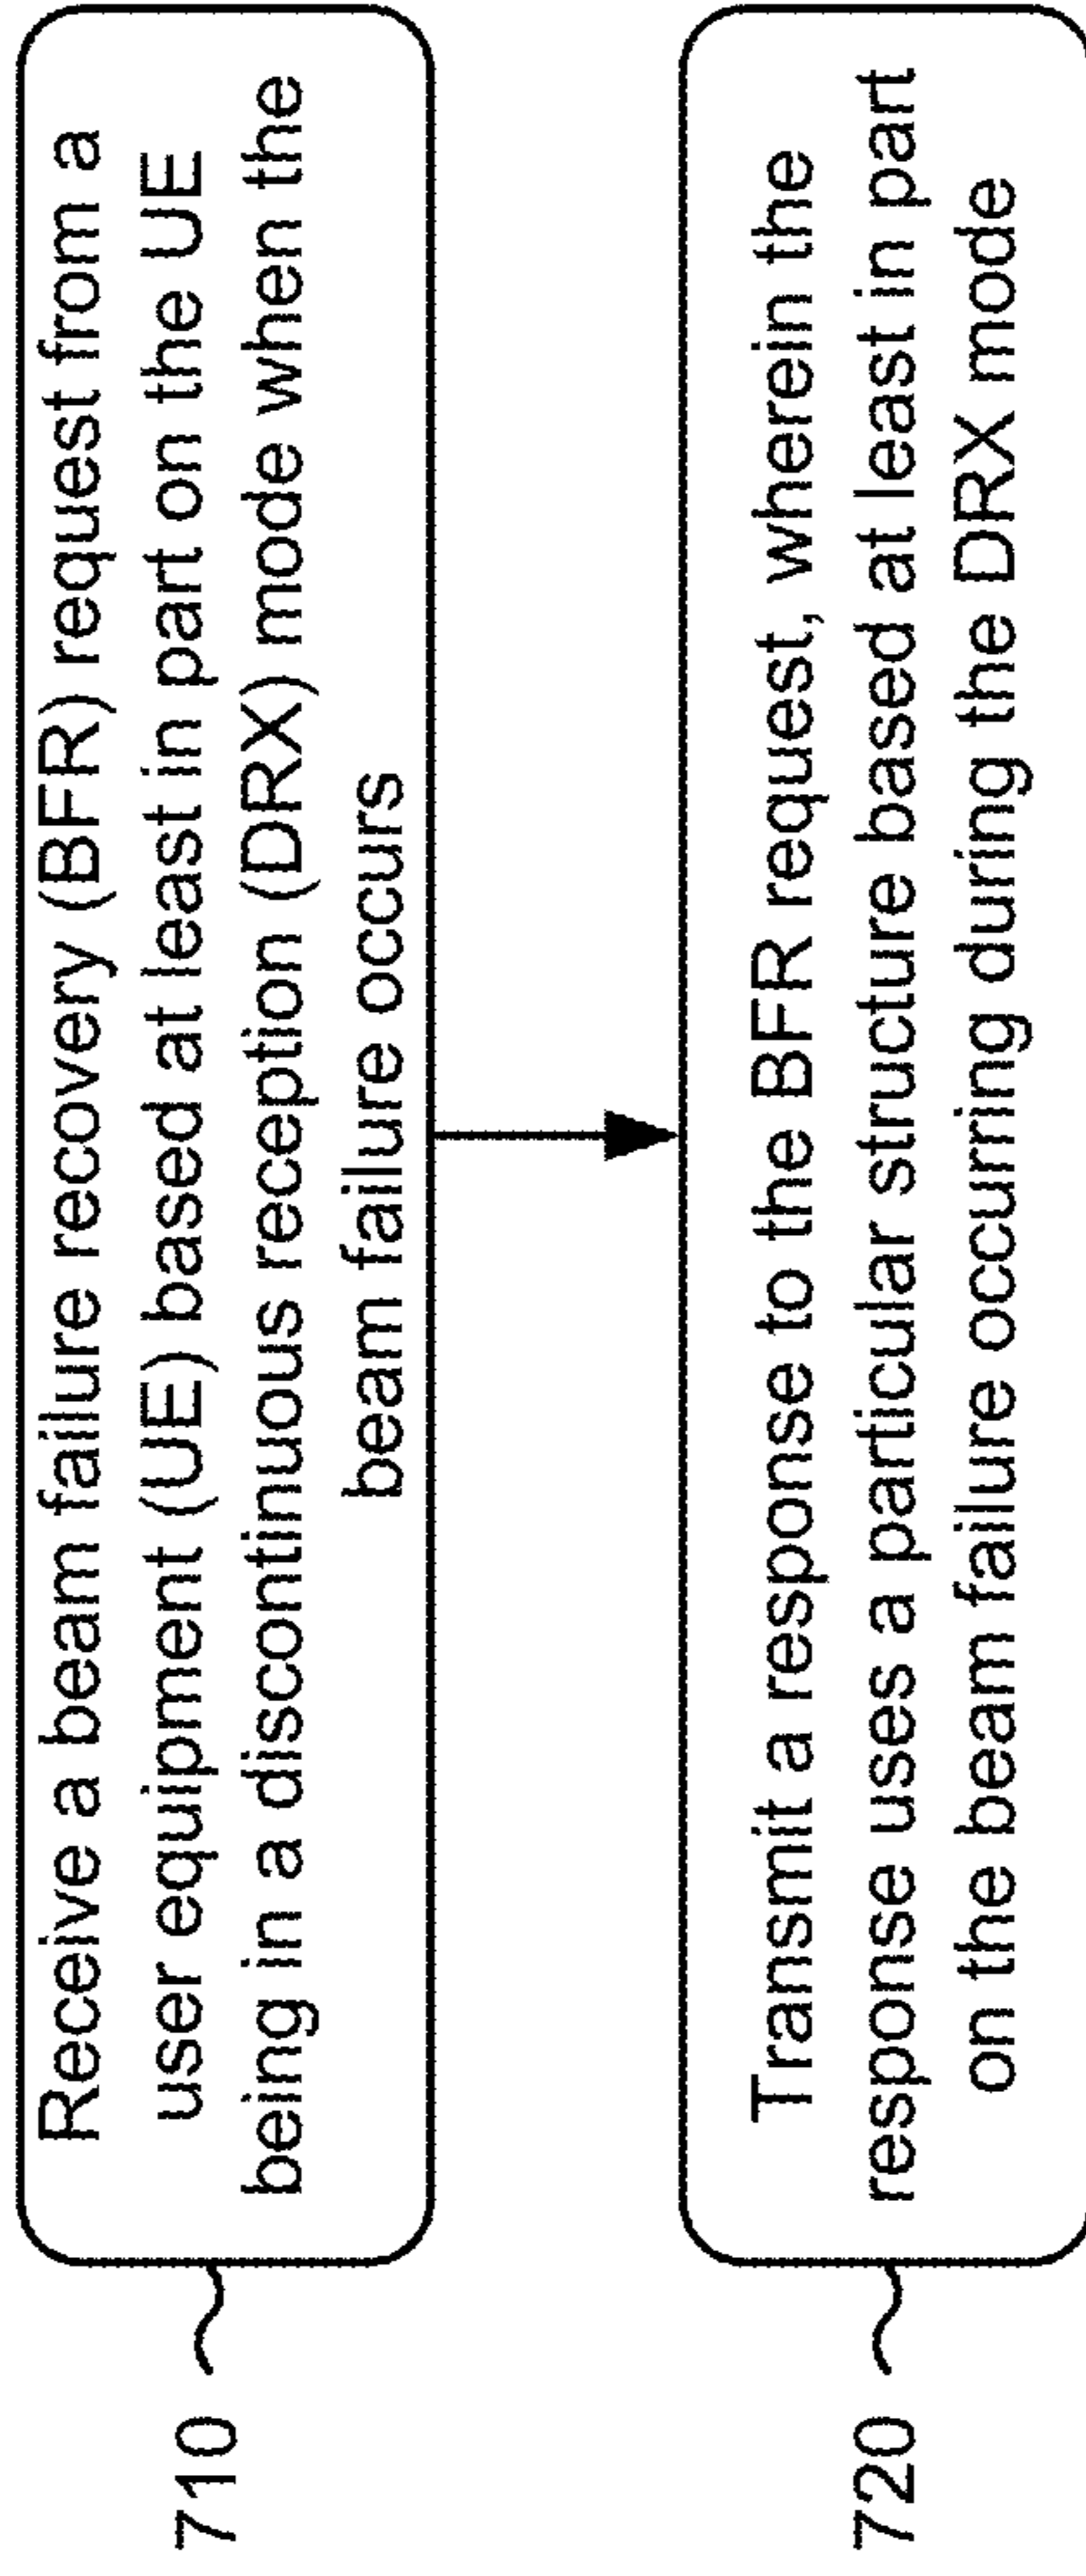 710
Receive a beam failure recovery (BFR) request from a
user equipment (UE) based at least in part on the UE
being in a discontinuous reception (DRX) mode when the
beam failure occurs
720
Transmit a response to the BFR request, wherein the
response uses a particular structure based at least in part
on the beam failure occurring during the DRX mode